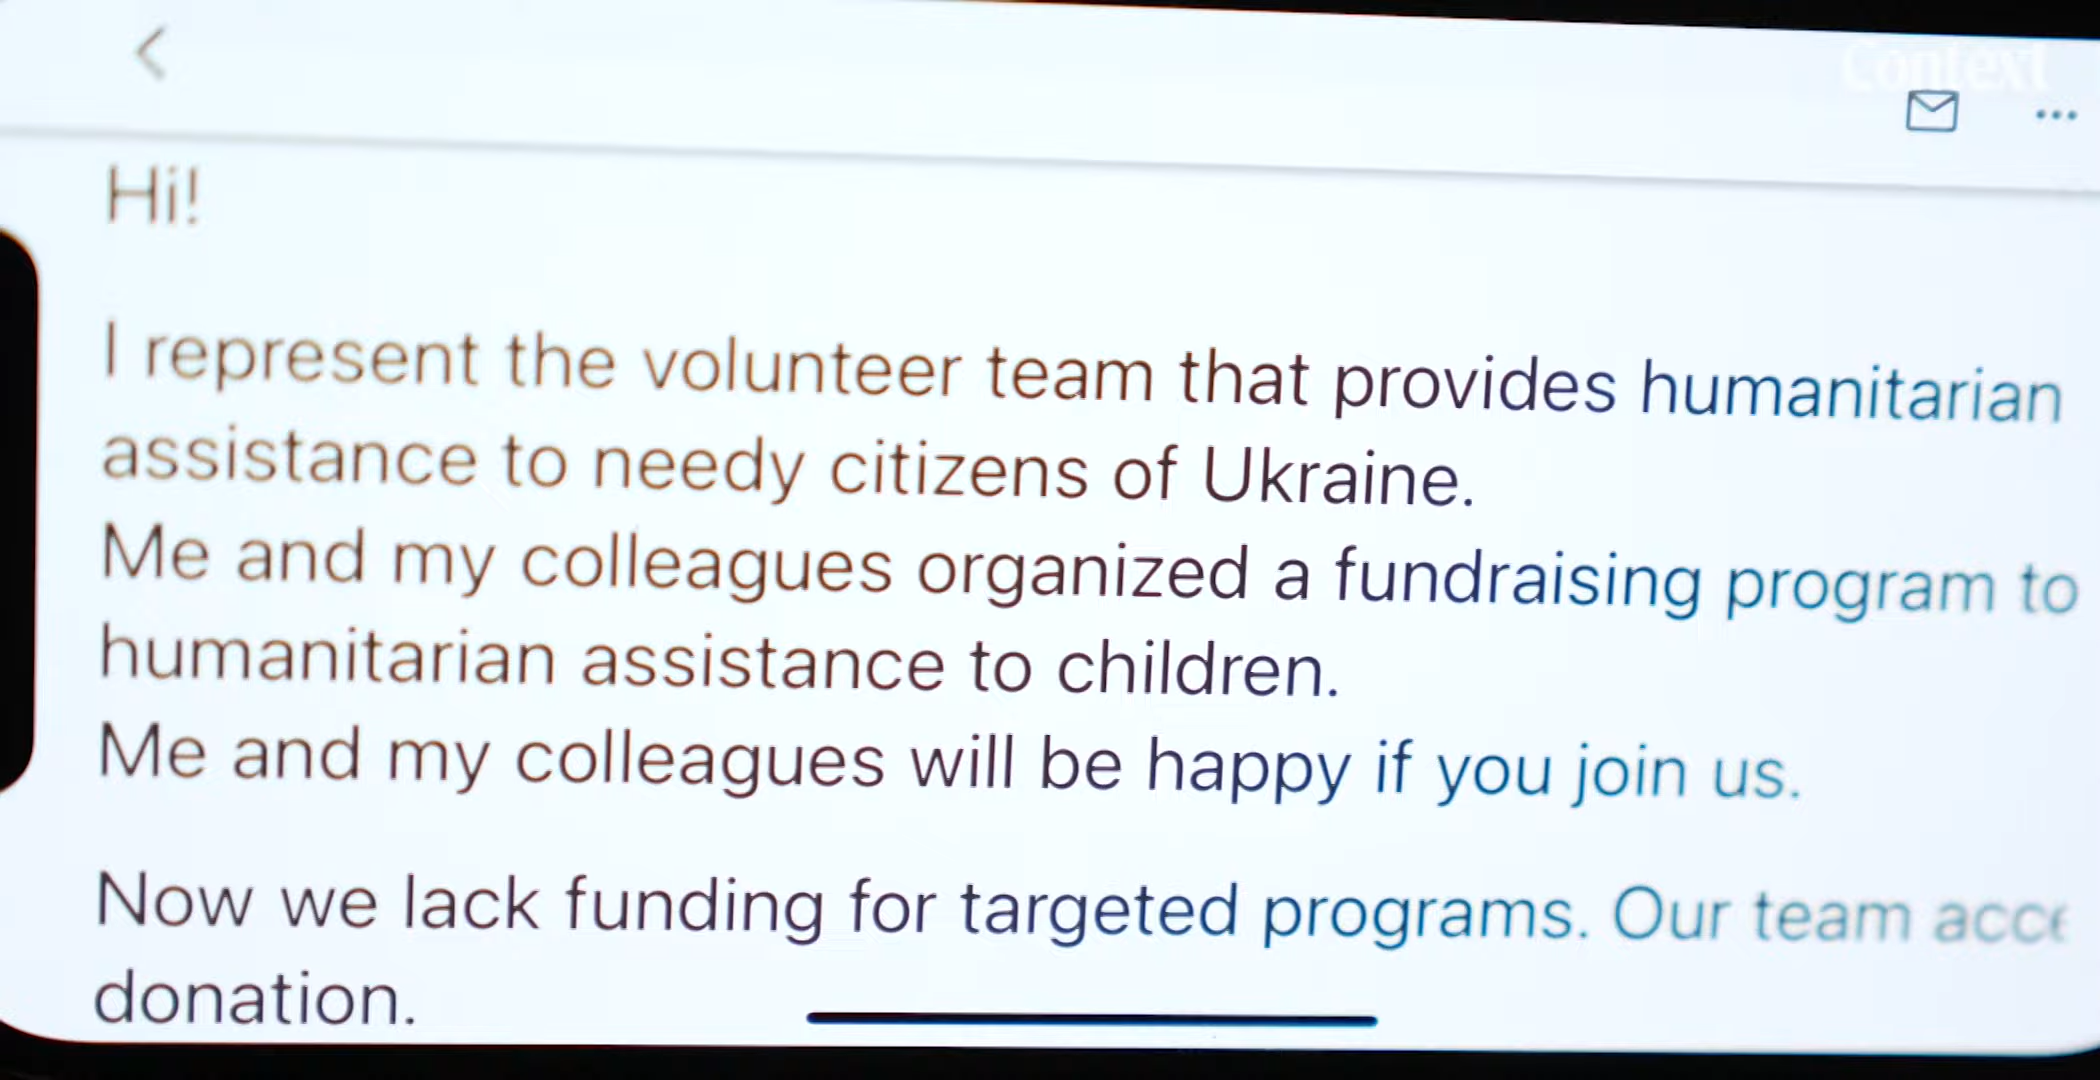 Context
Hi!
I represent the volunteer team that provides humanitarian
assistance to needy citizens of Ukraine.
Me and my colleagues organized a fundraising program to
humanitarian assistance to children.
Me and my colleagues will be happy if you join us.
Now we lack funding for targeted programs. Our team
donation.